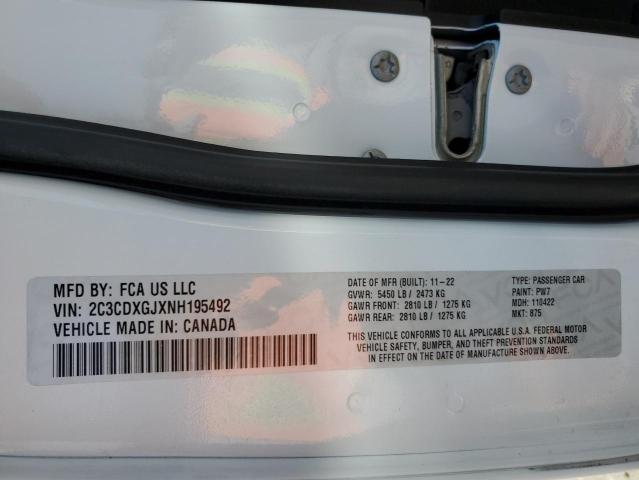 MFD BY: FCA US LLC
VIN: 2C3CDXGJXNH195492
VEHICLE MADE IN: CANADA
DATE OF MFR (BUILT): 11-22
GVWR: 5450 LB / 2473 KG
GAWR FRONT: 2810 LB / 1275 KG
GAWR REAR: 2810 LB / 1275 KG
TYPE: PASSENGER CAR
PAINT: PW7
MDH: 110422
MKT: 875
THIS VEHICLE CONFORMS TO ALL APPLICABLE U.S.A. FEDERAL MOTOR
VEHICLE SAFETY, BUMPER, AND THEFT PREVENTION STANDARDS
IN EFFECT ON THE DATE OF MANUFACTURE SHOWN ABOVE.